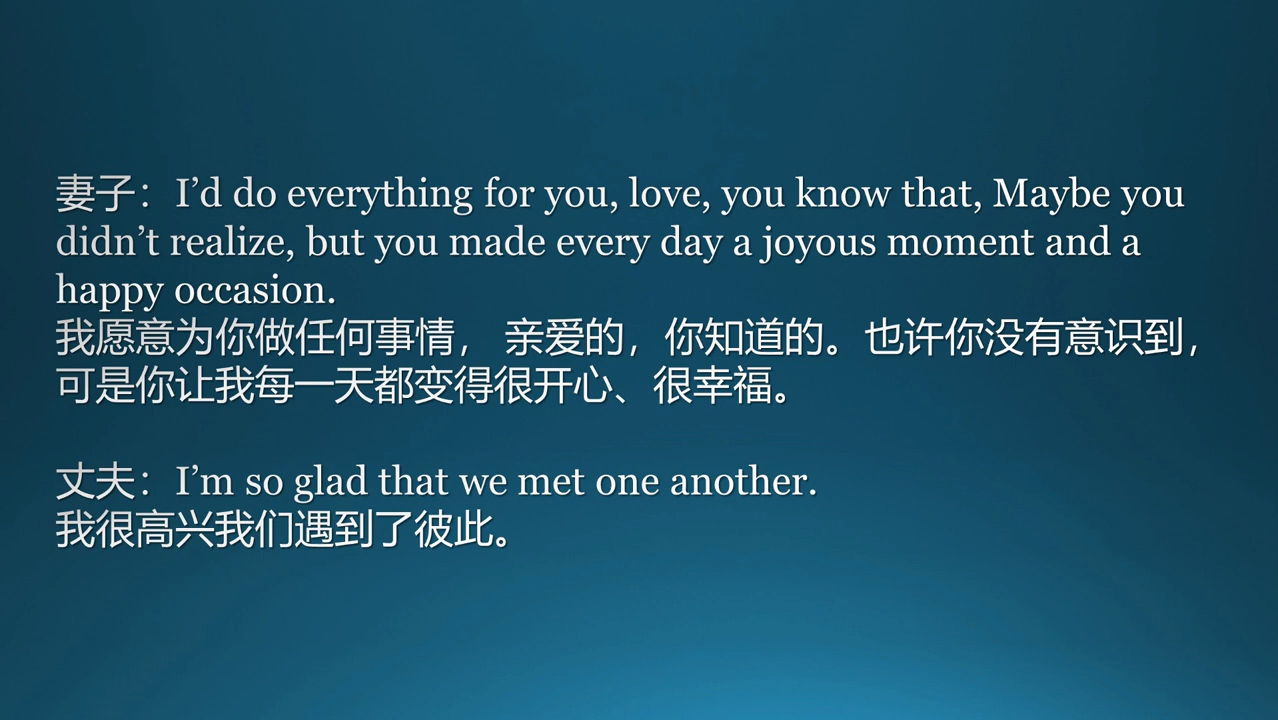 妻子：I’d do everything for you, love, you know that, Maybe you
didn’t realize, but you made every day a joyous moment and a
happy occasion.
我愿意为你做任何事情， 亲爱的，你知道的。也许你没有意识到，
可是你让我每一天都变得很开心、很幸福。
丈夫：I’m so glad that we met one another.
我很高兴我们遇到了彼此。